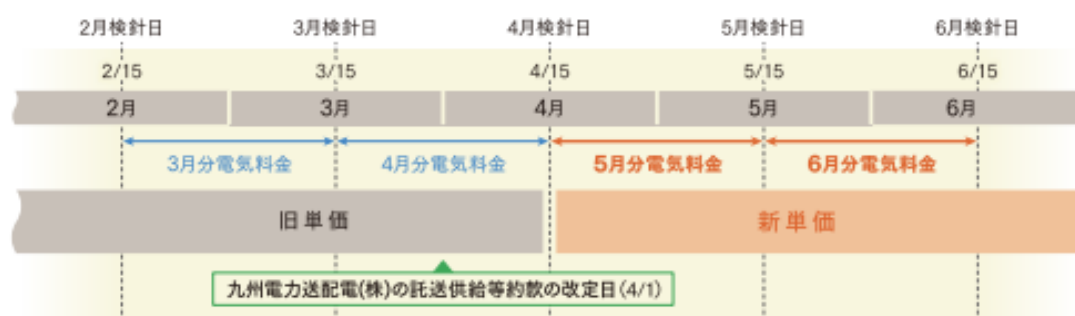 2月検針日 3月検針日 4月検針日 5月検針日 6月検針日
2/15 3/15 4/15 5/15 6/15
2月 3月 4月 5月 6月
3月分電気料金 4月分電気料金 5月分電気料金 6月分電気料金
旧単価 新単価
九州電力送配電(株)の託送供給等約款の改定日(4/1)